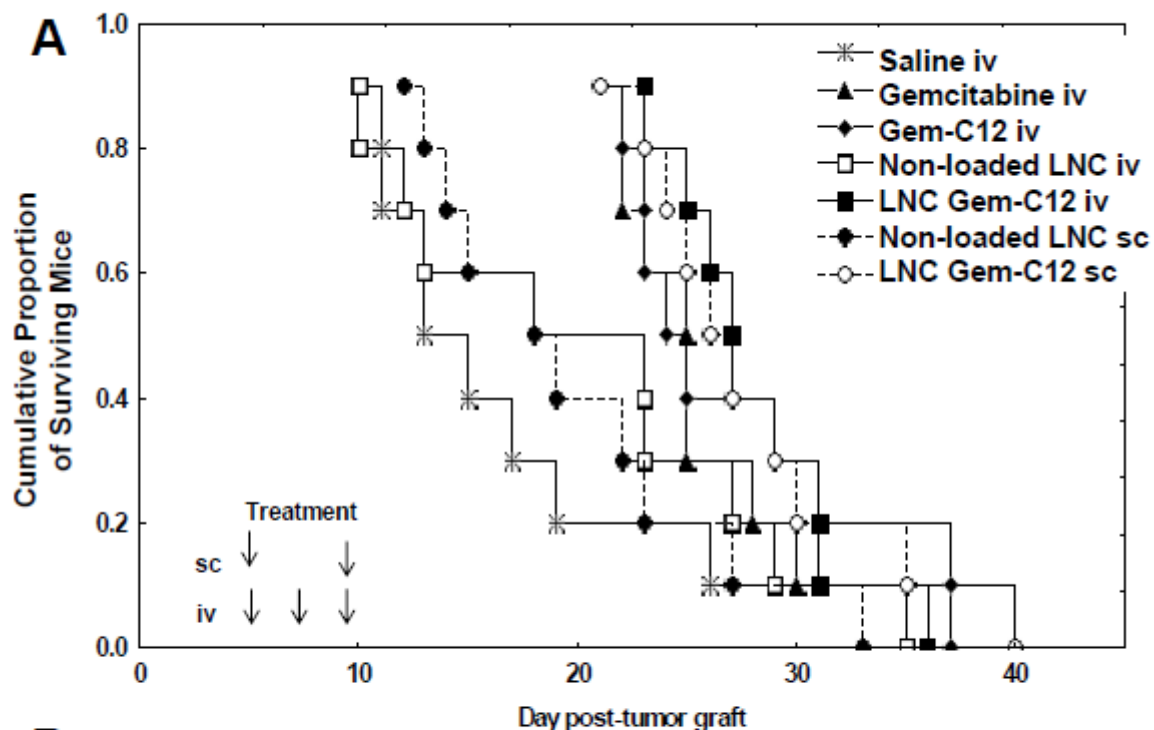 A
1.0
0.8
0.6
0.4
0.2
0.0
Cumulative Proportion
of Surviving Mice
Saline iv
Gemcitabine iv
Gem-C12 iv
Non-loaded LNC iv
LNC Gem-C12 iv
Non-loaded LNC sc
LNC Gem-C12 sc
Treatment
sc
iv
0
10
20
30
40
Day post-tumor graft